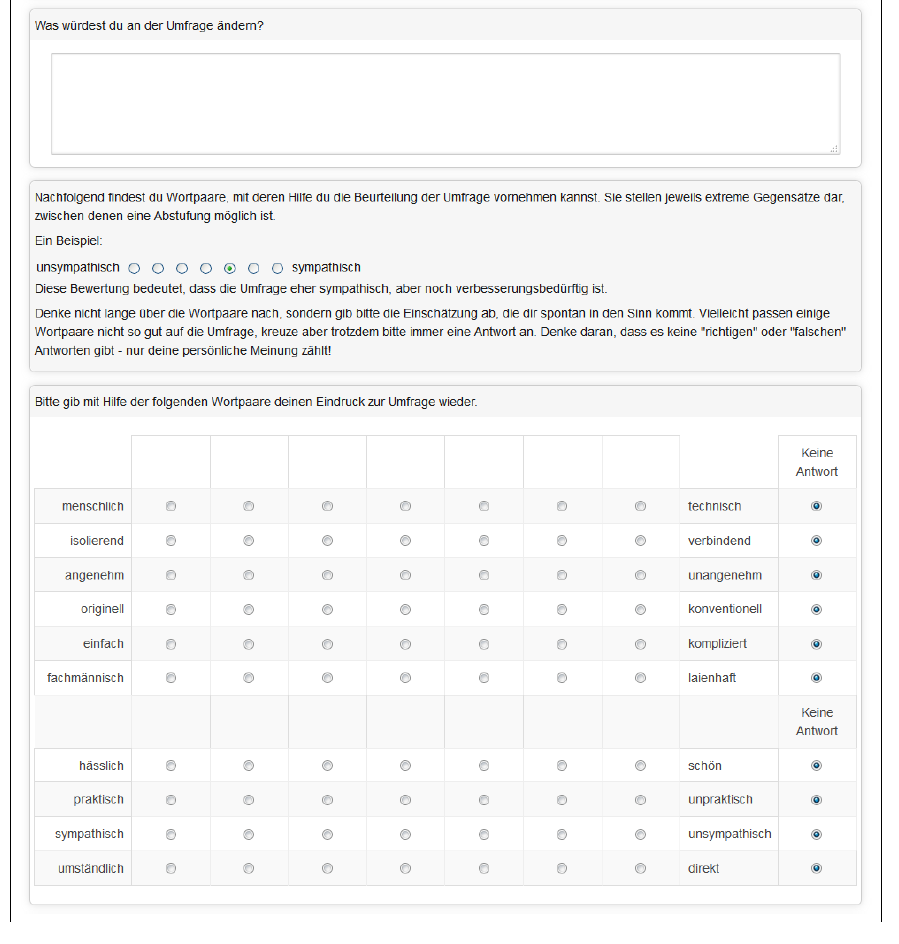 Was würdest du an der Umfrage ändern?
Nachfolgend findest du Wortpaare, mit deren Hilfe du die Beurteilung der Umfrage vornehmen kannst. Sie stellen jeweils extreme Gegensätze dar,
zwischen denen eine Abstufung möglich ist.
Ein Beispiel:
unsympathisch sympathisch
Diese Bewertung bedeutet, dass die Umfrage eher sympathisch, aber noch verbesserungsbedürftig ist.
Denke nicht lange über die Wortpaare nach, sondern gib bitte die Einschätzung ab, die dir spontan in den Sinn kommt. Vielleicht passen einige
Wortpaare nicht so gut auf die Umfrage, kreuze aber trotzdem bitte immer eine Antwort an. Denke daran, dass es keine "richtigen" oder "falschen"
Antworten gibt - nur deine persönliche Meinung zählt!
Bitte gib mit Hilfe der folgenden Wortpaare deinen Eindruck zur Umfrage wieder.
Keine
Antwort
menschlich technisch
isolierend verbindend
angenehm unangenehm
originell konventionell
einfach kompliziert
fachmännisch laienhaft
Keine
Antwort
hässlich schön
praktisch unpraktisch
sympathisch unsympathisch
umständlich direkt